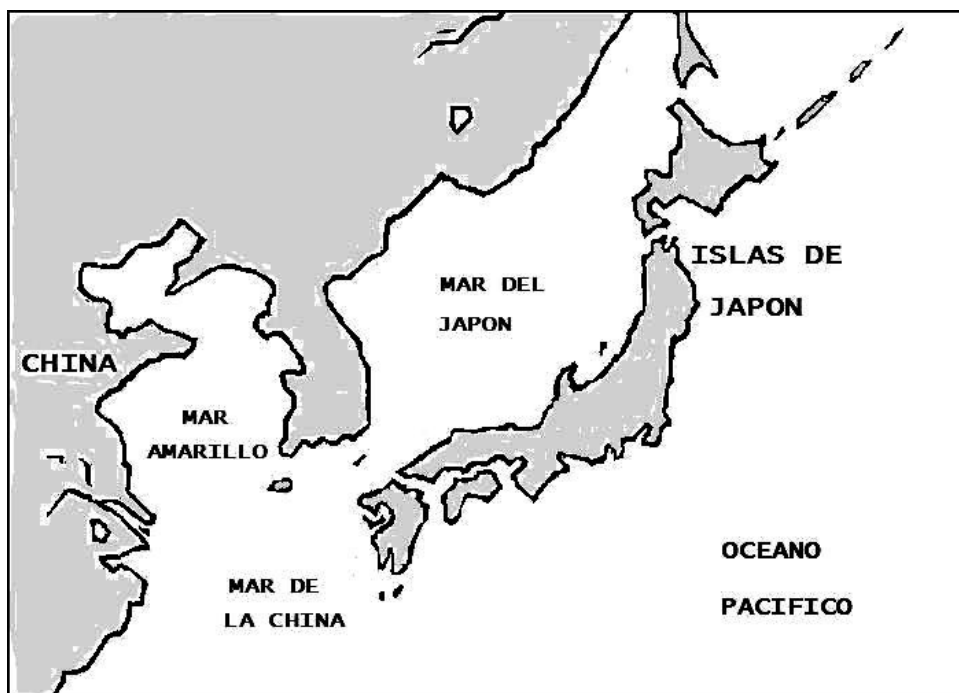 ISLAS DE
JAPON
MAR DEL
JAPON
CHINA
MAR
AMARILLO
OCEANO
PACIFICO
MAR DE
LA CHINA